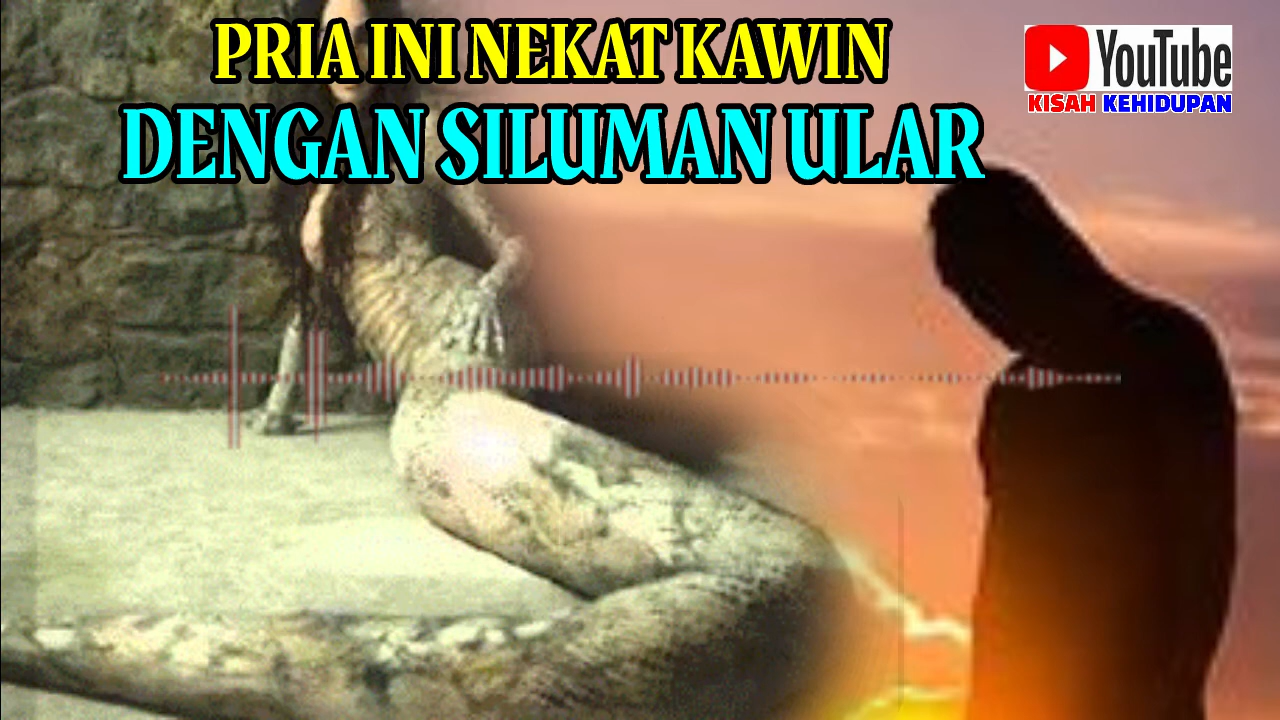 PRIA INI NEKAT KAWIN
DENGAN SILUMAN ULAR
YouTube
KISAH KEHIDUPAN